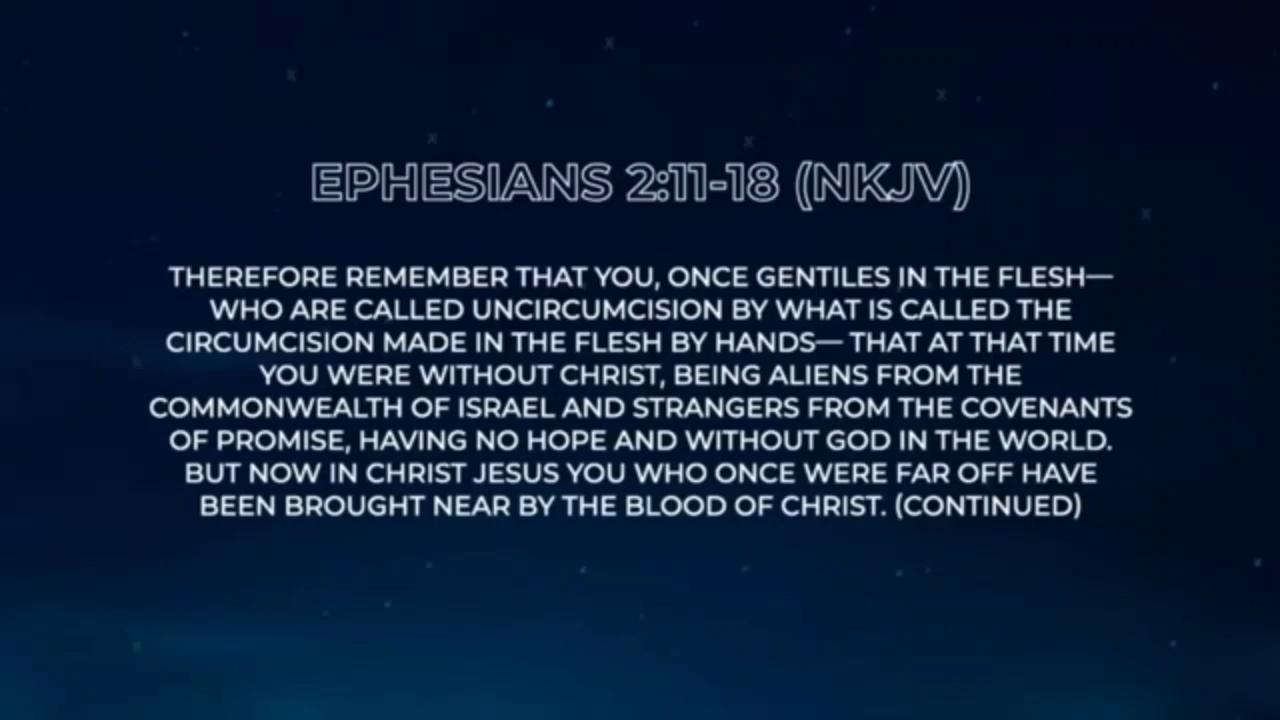 EPHESIANS 2:11-18 (NKJV)
THEREFORE REMEMBER THAT YOU, ONCE GENTILES IN THE FLESH—
WHO ARE CALLED UNCIRCUMCISION BY WHAT IS CALLED THE
CIRCUMCISION MADE IN THE FLESH BY HANDS— THAT AT THAT TIME
YOU WERE WITHOUT CHRIST, BEING ALIENS FROM THE
COMMONWEALTH OF ISRAEL AND STRANGERS FROM THE COVENANTS
OF PROMISE, HAVING NO HOPE AND WITHOUT GOD IN THE WORLD.
BUT NOW IN CHRIST JESUS YOU WHO ONCE WERE FAR OFF HAVE
BEEN BROUGHT NEAR BY THE BLOOD OF CHRIST. (CONTINUED)